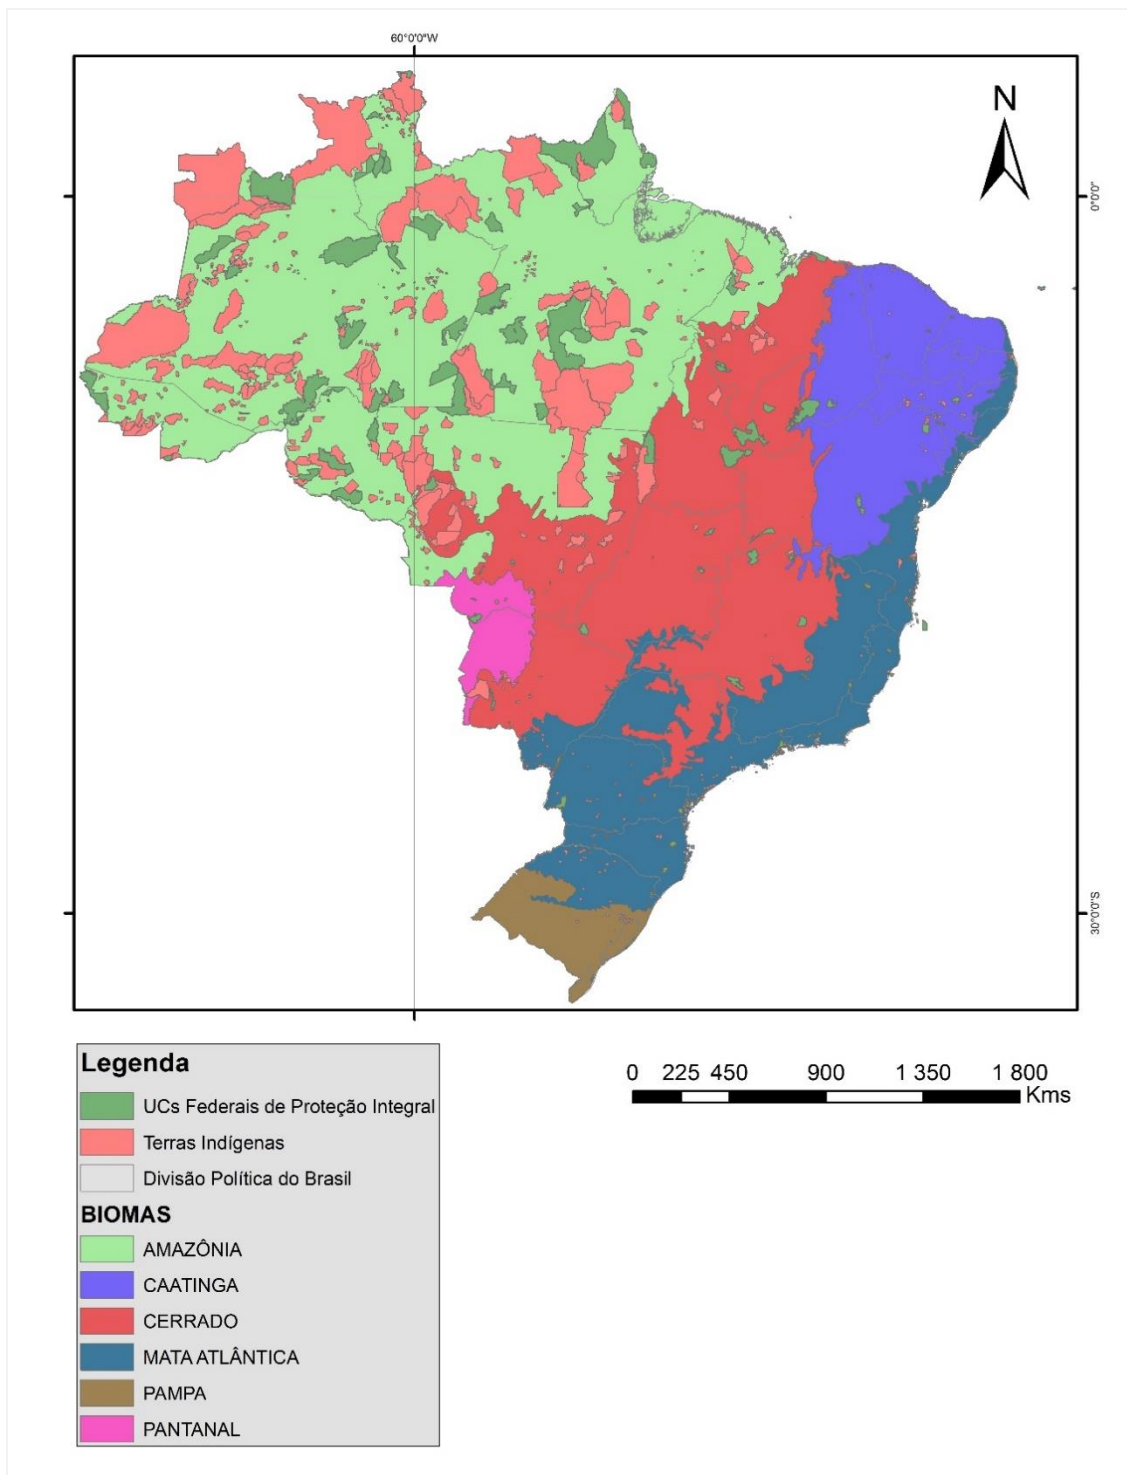 60°0'0"W
N
0°0'0"
30°0'0"S
Legenda
UCs Federais de Proteção Integral
Terras Indígenas
Divisão Política do Brasil
BIOMAS
AMAZÔNIA
CAATINGA
CERRADO
MATA ATLÂNTICA
PAMPA
PANTANAL
0 225 450 900 1 350 1 800
Kms